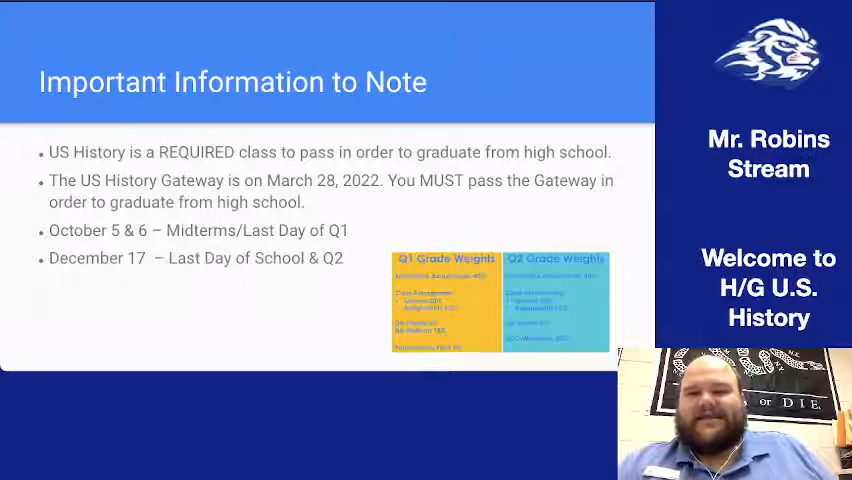 Important Information to Note
• US History is a REQUIRED class to pass in order to graduate from high school.
• The US History Gateway is on March 28, 2022. You MUST pass the Gateway in
order to graduate from high school.
• October 5 & 6 – Midterms/Last Day of Q1
• December 17 – Last Day of School & Q2
Q1 Grade Weights
Q2 Grade Weights
Mr. Robins
Stream
Welcome to
H/G U.S.
History
or DIE.